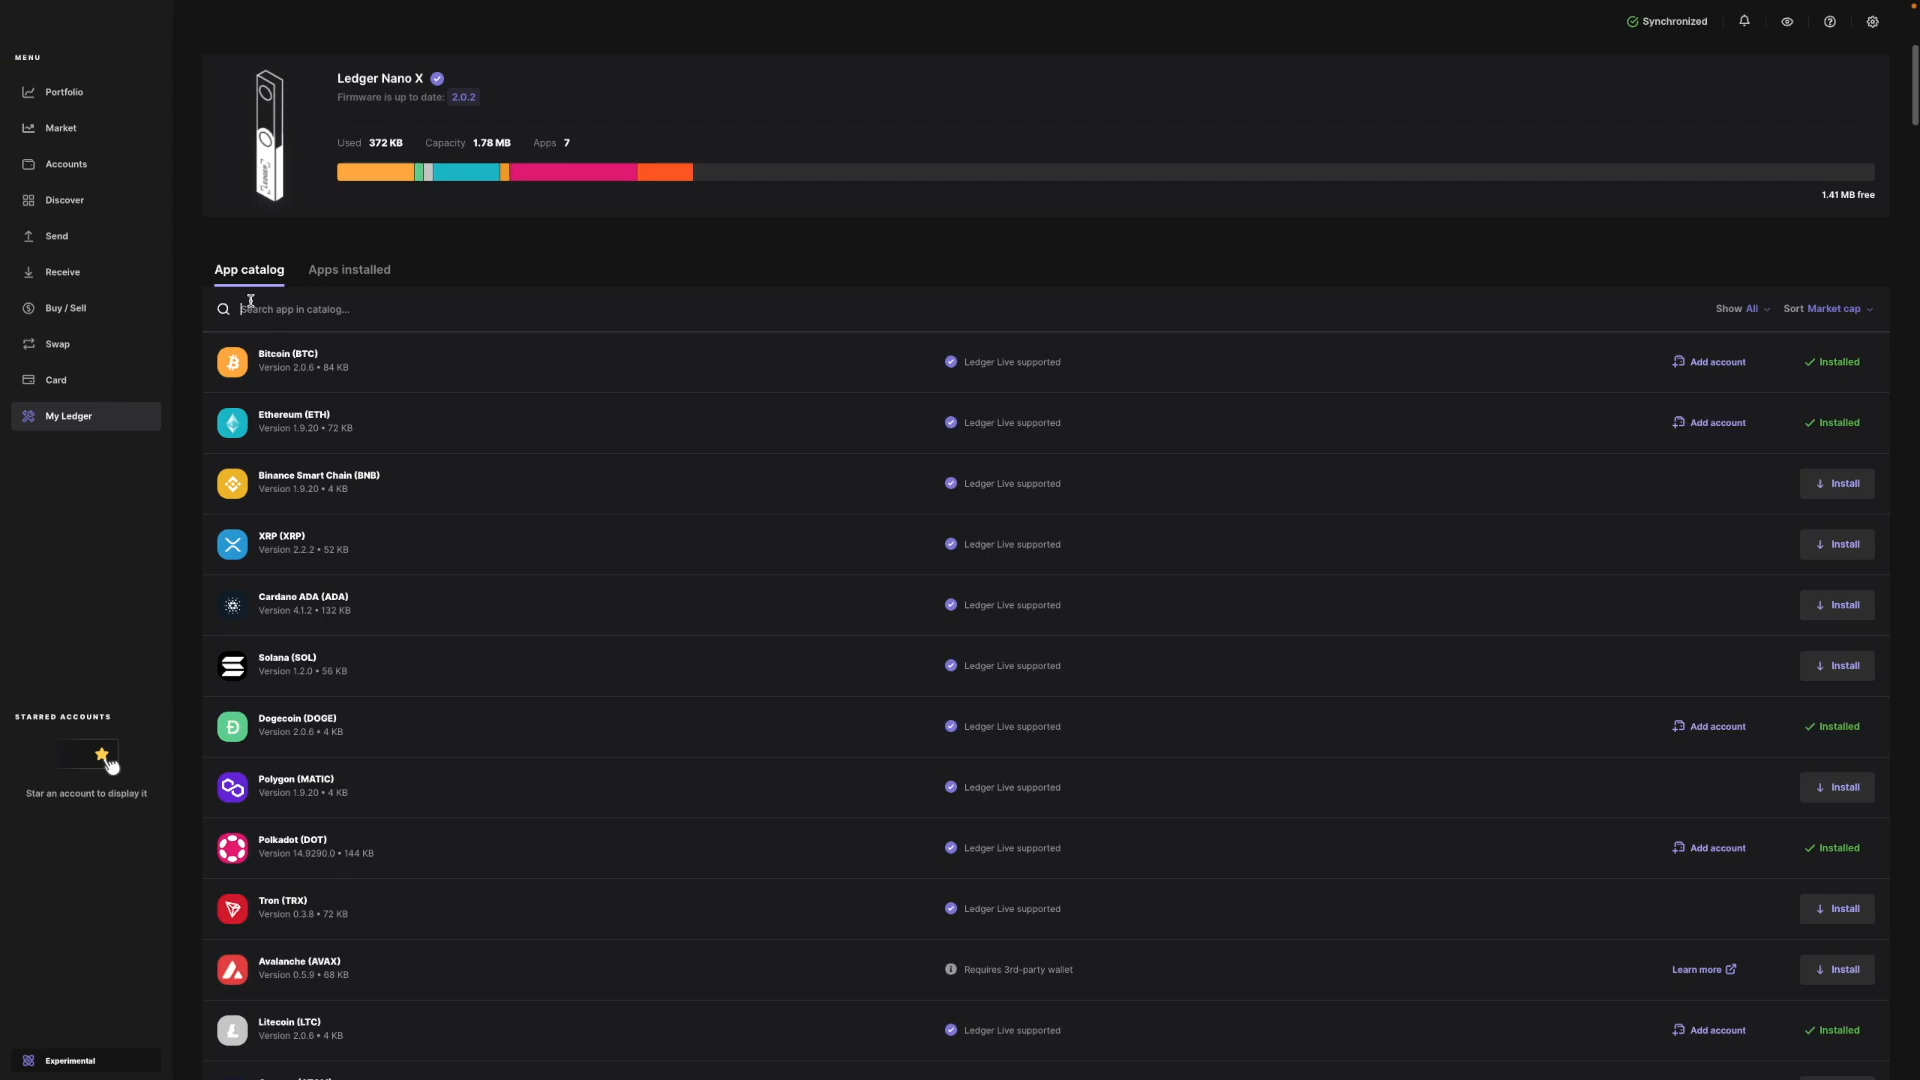 Synchronized
MENU
Portfolio
Market
Accounts
Discover
Send
Receive
Buy / Sell
Swap
Card
My Ledger
STARRED ACCOUNTS
Star an account to display it
Experimental
Ledger Nano X
Firmware is up to date: 2.0.2
Used 372 KB Capacity 1.78 MB Apps 7
1.41 MB free
App catalog Apps installed
Search app in catalog... Show All Sort Market cap
Bitcoin (BTC)
Version 2.0.6 • 84 KB
Ledger Live supported Add account Installed
Ethereum (ETH)
Version 1.9.20 • 72 KB
Ledger Live supported Add account Installed
Binance Smart Chain (BNB)
Version 1.9.20 • 4 KB
Ledger Live supported Install
XRP (XRP)
Version 2.2.2 • 52 KB
Ledger Live supported Install
Cardano ADA (ADA)
Version 4.1.2 • 132 KB
Ledger Live supported Install
Solana (SOL)
Version 1.2.0 • 56 KB
Ledger Live supported Install
Dogecoin (DOGE)
Version 2.0.6 • 4 KB
Ledger Live supported Add account Installed
Polygon (MATIC)
Version 1.9.20 • 4 KB
Ledger Live supported Install
Polkadot (DOT)
Version 14.9290.0 • 144 KB
Ledger Live supported Add account Installed
Tron (TRX)
Version 0.3.8 • 72 KB
Ledger Live supported Install
Avalanche (AVAX)
Version 0.5.9 • 68 KB
Requires 3rd-party wallet Learn more Install
Litecoin (LTC)
Version 2.0.6 • 4 KB
Ledger Live supported Add account Installed